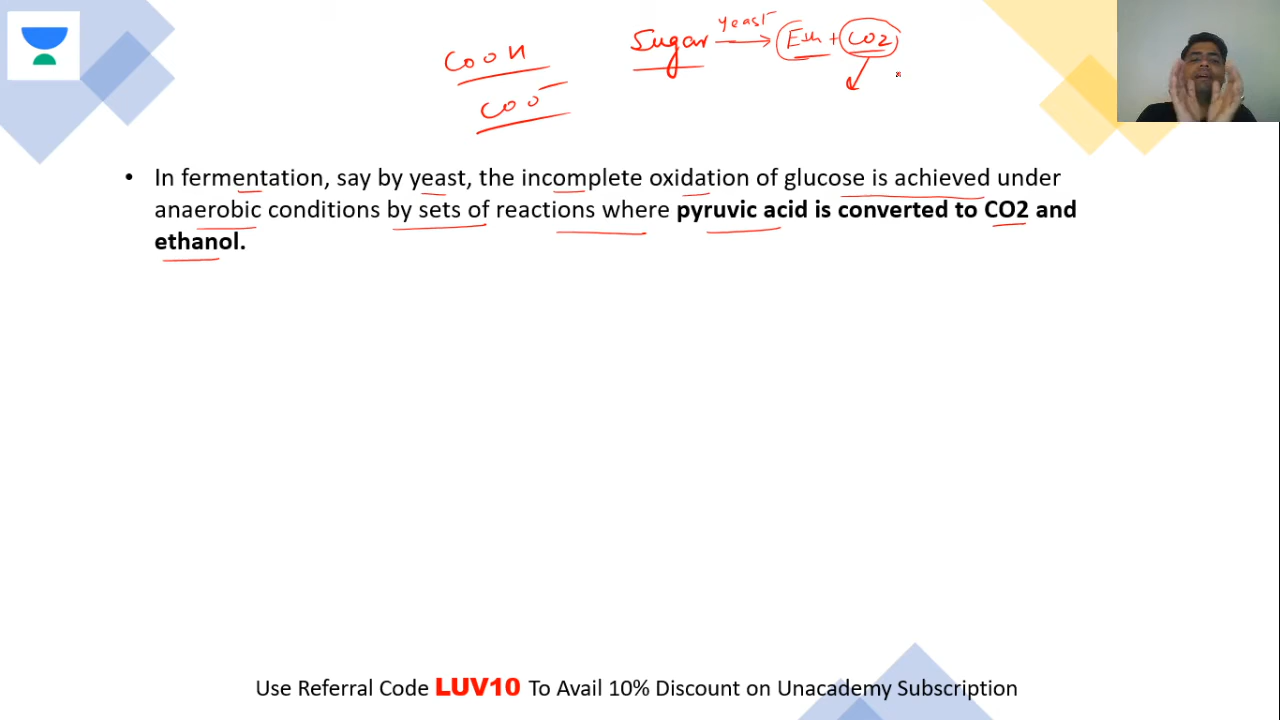 yeast
Sugar → Eth + CO2
COOH
COO⁻
• In fermentation, say by yeast, the incomplete oxidation of glucose is achieved under
anaerobic conditions by sets of reactions where pyruvic acid is converted to CO2 and
ethanol.
Use Referral Code LUV10 To Avail 10% Discount on Unacademy Subscription